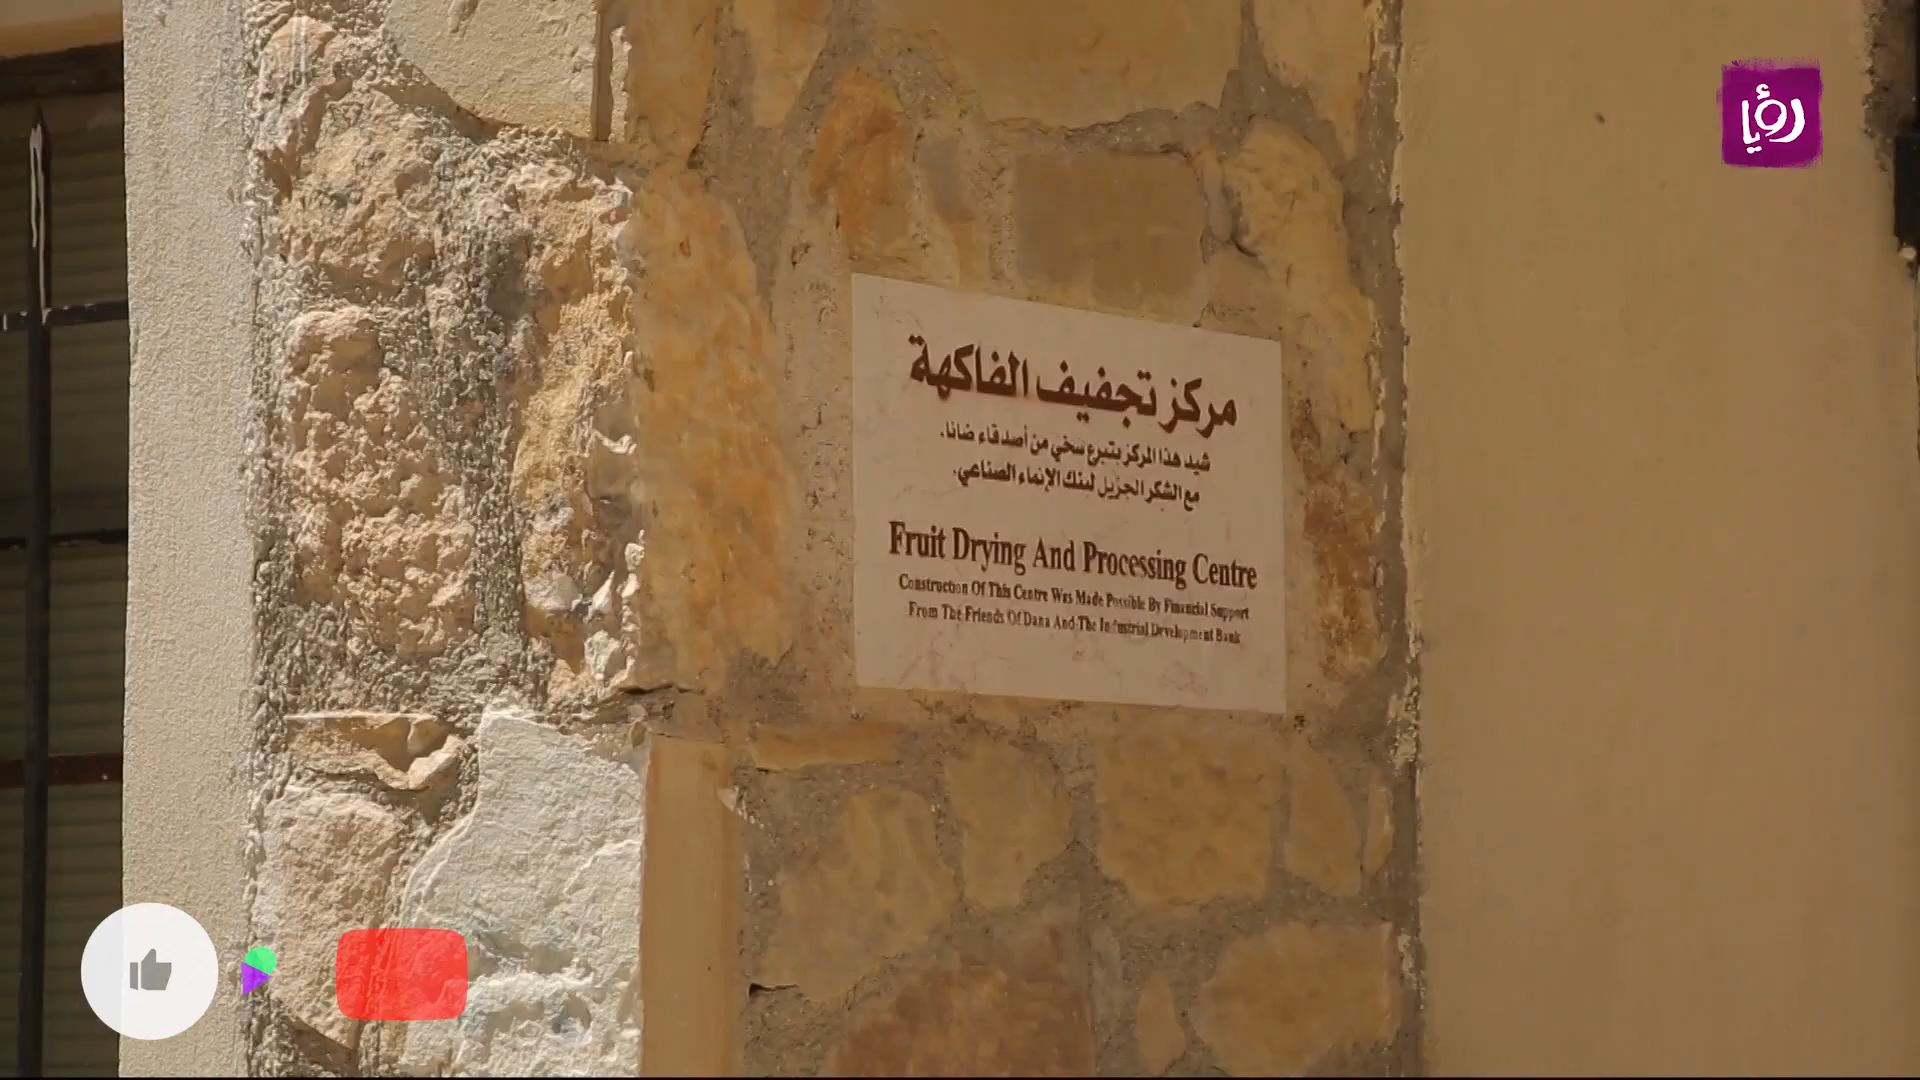 رؤيا
مركز تجفيف الفاكهة
شيد هذا المركز بتبرع سخي من أصدقاء ضانا.
مع الشكر الجزيل لبنك الإنماء الصناعي.
Fruit Drying And Processing Centre
Construction Of This Centre Was Made Possible By Financial Support
From The Friends Of Dana And The Industrial Development Bank